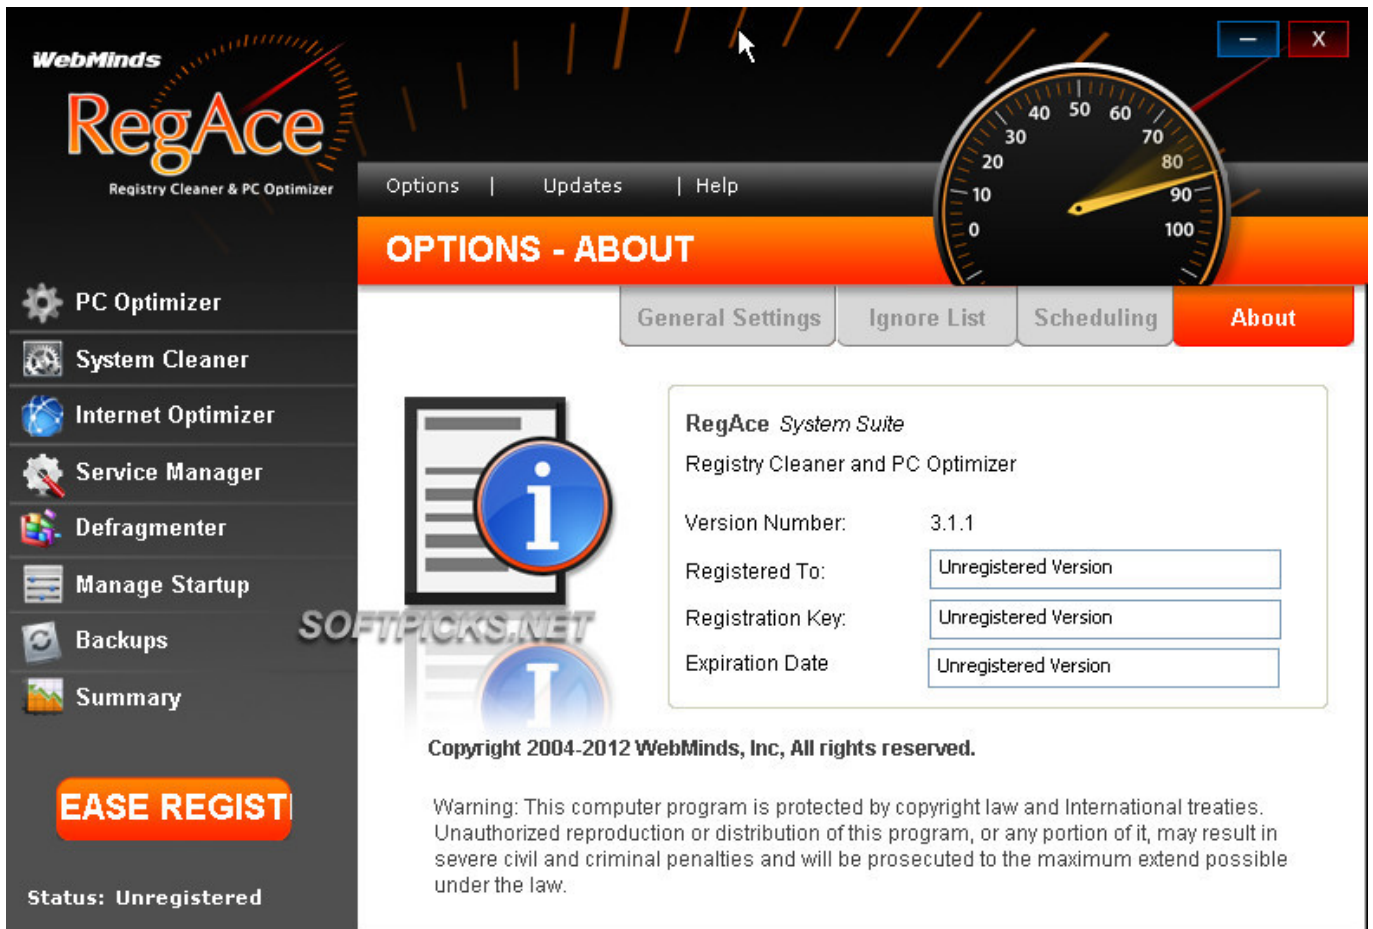 WebMinds
RegAce
Registry Cleaner & PC Optimizer
— X
40 50 60
30 70
20 80
10 90
0 100
Options | Updates | Help
OPTIONS - ABOUT
General Settings Ignore List Scheduling About
PC Optimizer
System Cleaner
Internet Optimizer
Service Manager
Defragmenter
Manage Startup
Backups
Summary
EASE REGIST
Status: Unregistered
RegAce System Suite
Registry Cleaner and PC Optimizer
Version Number: 3.1.1
Registered To: Unregistered Version
Registration Key: Unregistered Version
Expiration Date Unregistered Version
SOFTPICKS.NET
Copyright 2004-2012 WebMinds, Inc, All rights reserved.
Warning: This computer program is protected by copyright law and International treaties.
Unauthorized reproduction or distribution of this program, or any portion of it, may result in
severe civil and criminal penalties and will be prosecuted to the maximum extend possible
under the law.